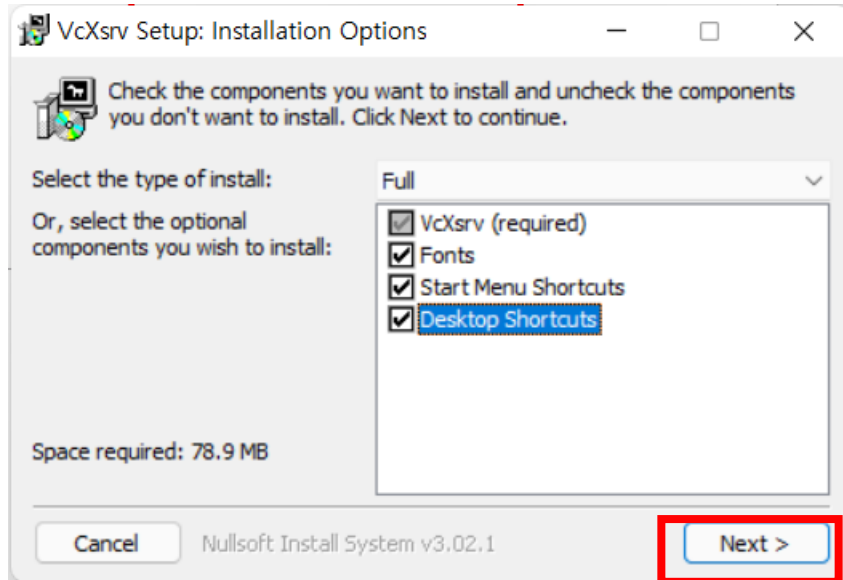 VcXsrv Setup: Installation Options
Check the components you want to install and uncheck the components
you don't want to install. Click Next to continue.
Select the type of install:
Full
Or, select the optional
components you wish to install:
VcXsrv (required)
Fonts
Start Menu Shortcuts
Desktop Shortcuts
Space required: 78.9 MB
Cancel
Nullsoft Install System v3.02.1
Next >